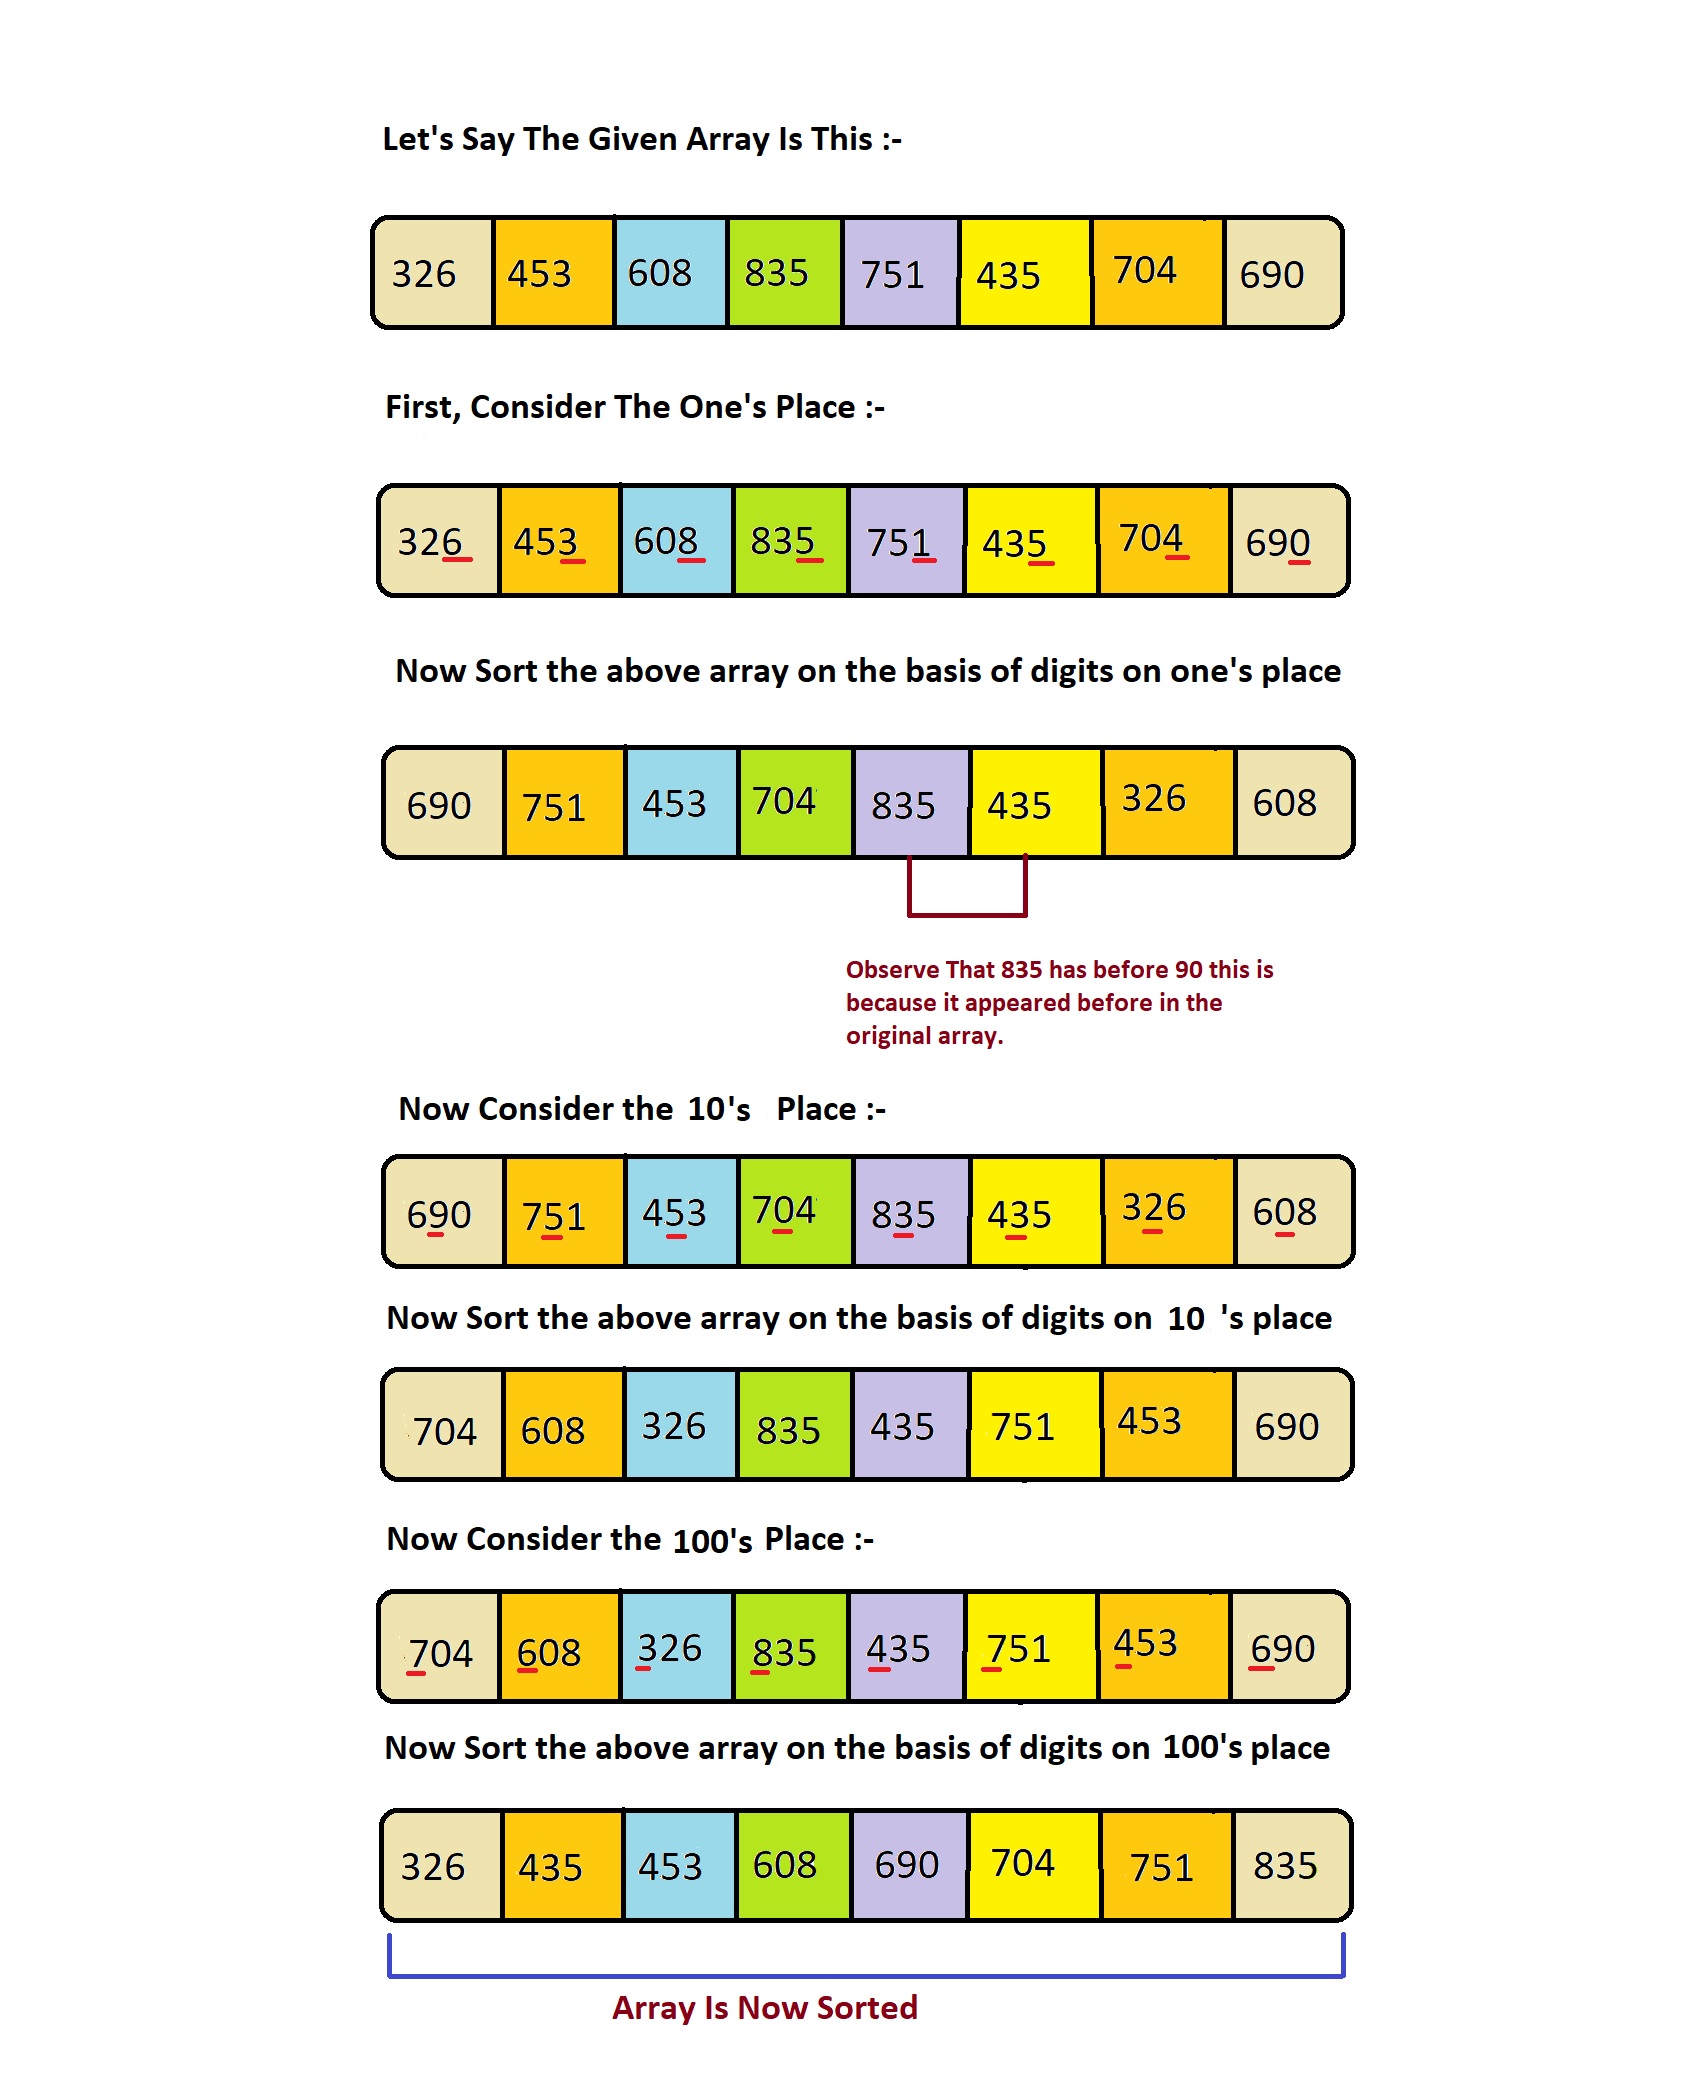 Let's Say The Given Array Is This :-
326 453 608 835 751 435 704 690
First, Consider The One's Place :-
326 453 608 835 751 435 704 690
Now Sort the above array on the basis of digits on one's place
690 751 453 704 835 435 326 608
Observe That 835 has before 90 this is
because it appeared before in the
original array.
Now Consider the 10's Place :-
690 751 453 704 835 435 326 608
Now Sort the above array on the basis of digits on 10 's place
704 608 326 835 435 751 453 690
Now Consider the 100's Place :-
704 608 326 835 435 751 453 690
Now Sort the above array on the basis of digits on 100's place
326 435 453 608 690 704 751 835
Array Is Now Sorted